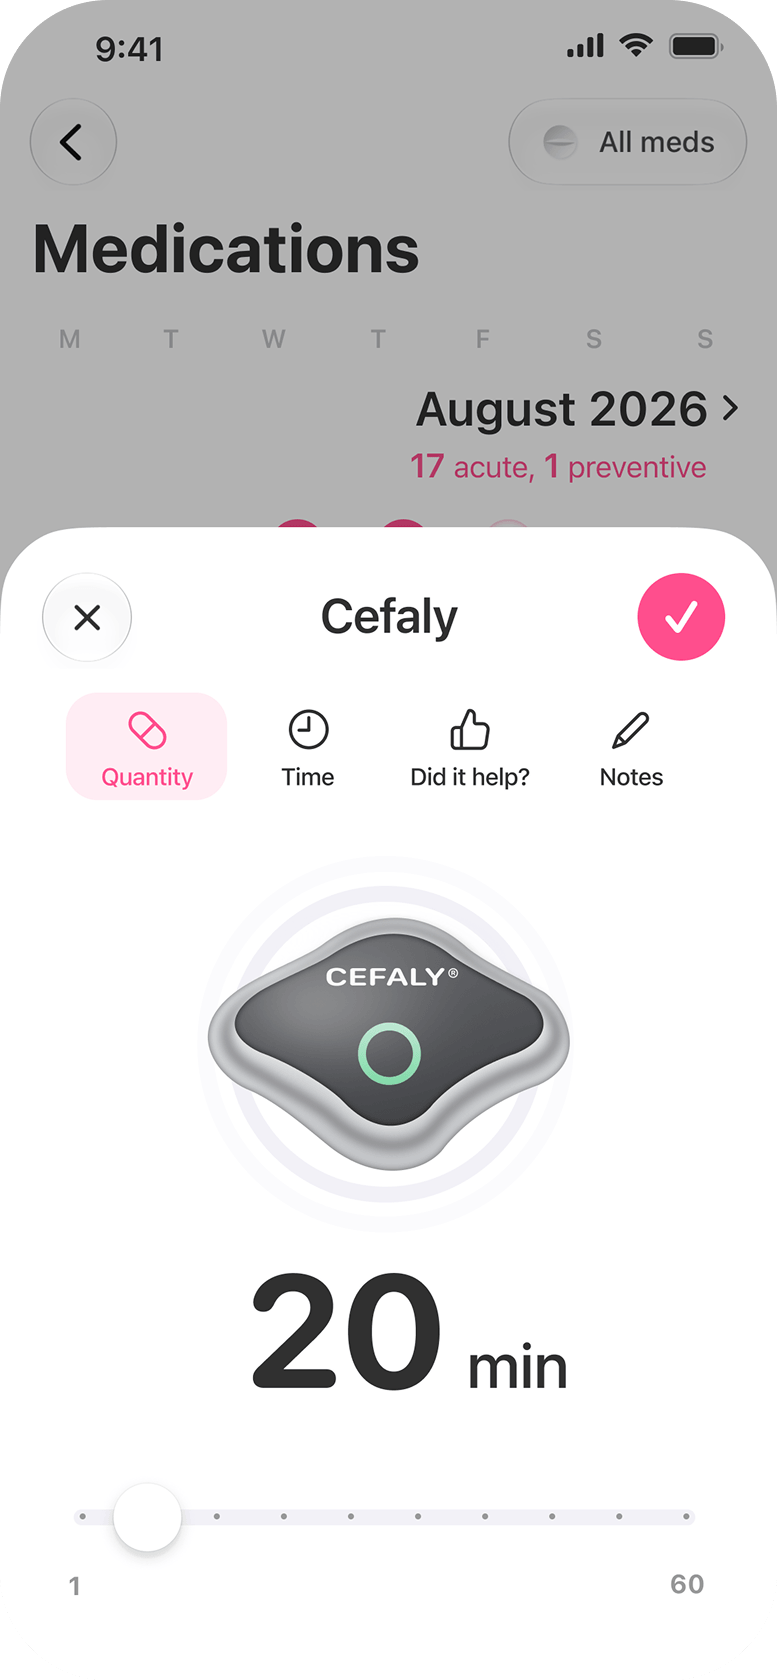 9:41
All meds
Medications
M T W T F S S
August 2026
17 acute, 1 preventive
Cefaly
Quantity Time Did it help? Notes
CEFALY®
20 min
1 60